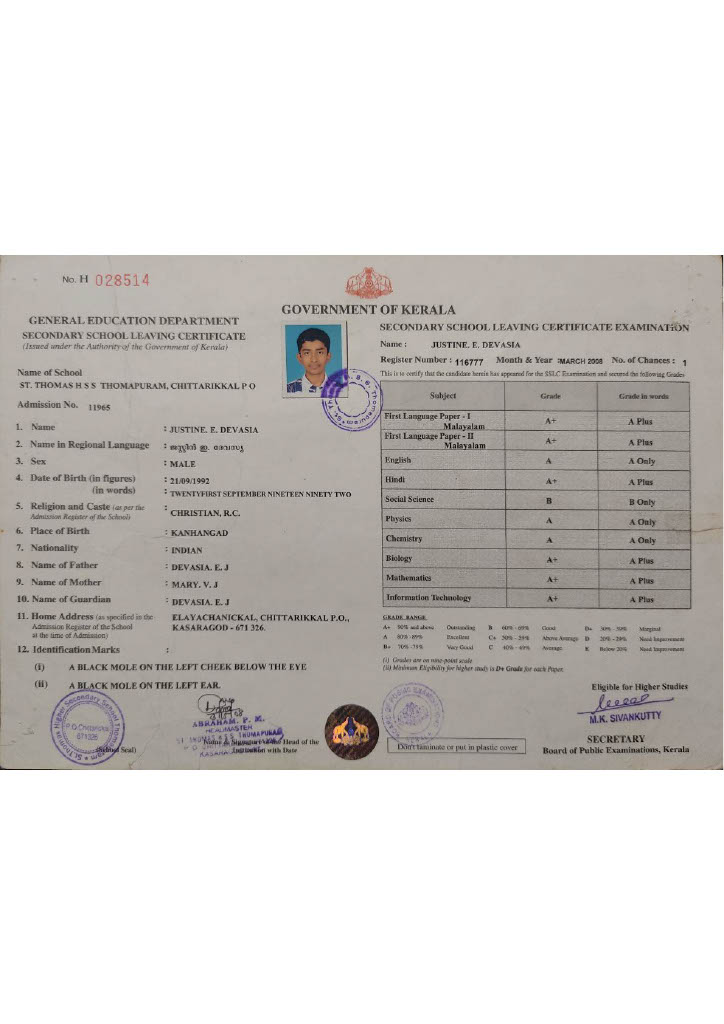 No. H 028514
GOVERNMENT OF KERALA
GENERAL EDUCATION DEPARTMENT
SECONDARY SCHOOL LEAVING CERTIFICATE
(Issued under the Authority of the Government of Kerala)
Name of School
ST. THOMAS H S S THOMAPURAM, CHITTARIKKAL P O
Admission No. 11965
1. Name : JUSTINE. E. DEVASIA
2. Name in Regional Language : ജസ്റ്റിൻ ഇ. ദേവസ്യ
3. Sex : MALE
4. Date of Birth (in figures) : 21/09/1992
(in words) : TWENTYFIRST SEPTEMBER NINETEEN NINETY TWO
5. Religion and Caste (as per the : CHRISTIAN, R.C.
Admission Register of the School)
6. Place of Birth : KANHANGAD
7. Nationality : INDIAN
8. Name of Father : DEVASIA. E. J
9. Name of Mother : MARY. V. J
10. Name of Guardian : DEVASIA. E. J
11. Home Address (as specified in the ELAYACHANICKAL, CHITTARIKKAL P.O.,
Admission Register of the School KASARAGOD - 671 326.
at the time of Admission)
12. Identification Marks :
(i) A BLACK MOLE ON THE LEFT CHEEK BELOW THE EYE
(ii) A BLACK MOLE ON THE LEFT EAR.
St.Thomas Higher Secondary School Thomapuram
P.O.Chittarikkal
671326
(School Seal)
ABRAHAM. P. M.
HEADMASTER
Name & Signature of the Head of the
Institution with Date
SECONDARY SCHOOL LEAVING CERTIFICATE EXAMINATION
Name : JUSTINE. E. DEVASIA
Register Number : 116777 Month & Year :MARCH 2008 No. of Chances : 1
This is to certify that the candidate herein has appeared for the SSLC Examination and secured the following Grades
Subject Grade Grade in words
First Language Paper - I
Malayalam A+ A Plus
First Language Paper - II
Malayalam A+ A Plus
English A A Only
Hindi A+ A Plus
Social Science B B Only
Physics A A Only
Chemistry A A Only
Biology A+ A Plus
Mathematics A+ A Plus
Information Technology A+ A Plus
GRADE RANGE
A+ 90% and above Outstanding B 60% - 69% Good D+ 30% - 39% Marginal
A 80% - 89% Excellent C+ 50% - 59% Above Average D 20% - 29% Need Improvement
B+ 70% - 79% Very Good C 40% - 49% Average E Below 20% Need Improvement
(i) Grades are on nine-point scale
(ii) Minimum Eligibility for higher study is D+ Grade for each Paper.
Eligible for Higher Studies
M.K. SIVANKUTTY
SECRETARY
Board of Public Examinations, Kerala
Don't laminate or put in plastic cover